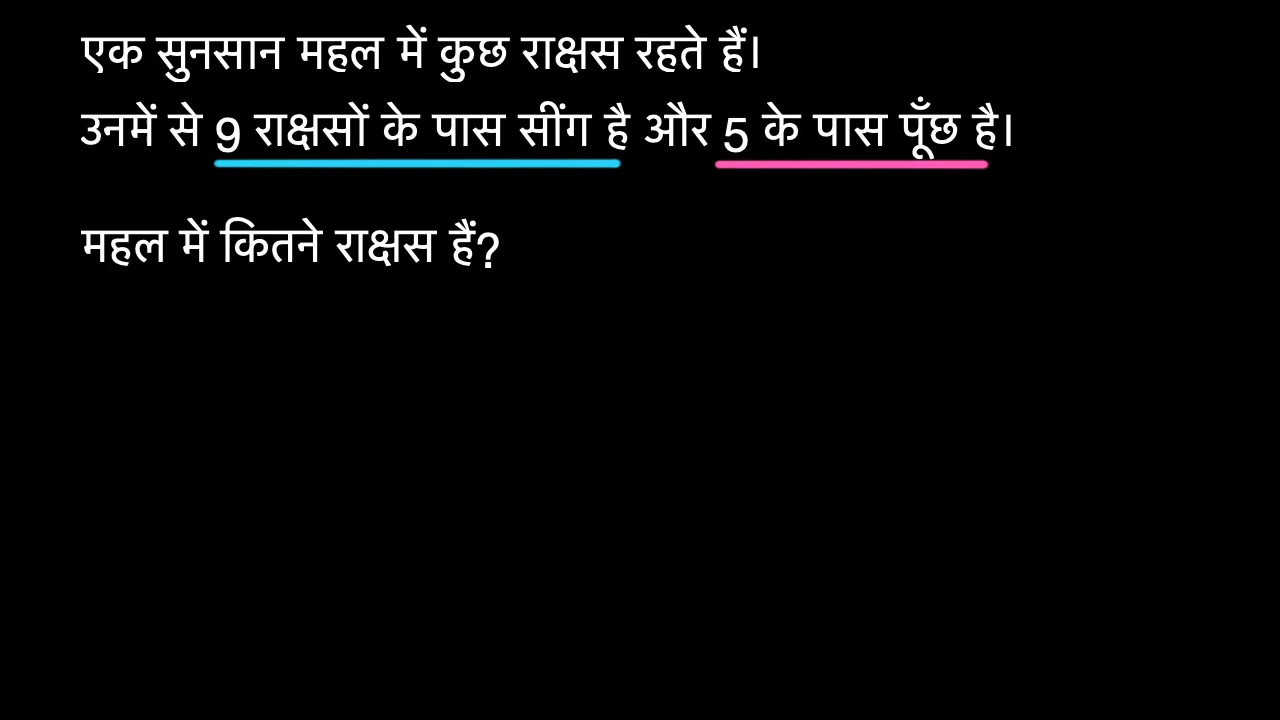 एक सुनसान महल में कुछ राक्षस रहते हैं।
उनमें से 9 राक्षसों के पास सींग है और 5 के पास पूँछ है।
महल में कितने राक्षस हैं?